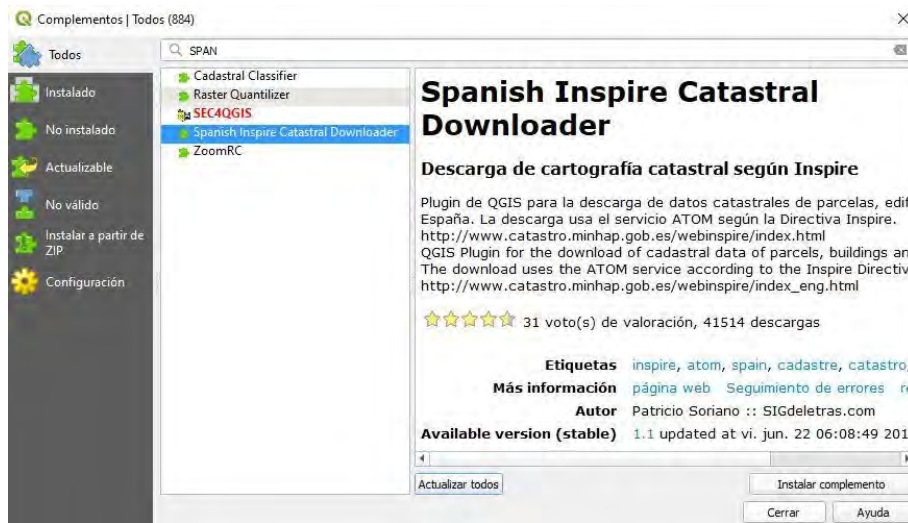 Complementos | Todos (884)
Todos
SPAN
Instalado
No instalado
Actualizable
No válido
Instalar a partir de
ZIP
Configuración
Cadastral Classifier
Raster Quantilizer
SEC4QGIS
Spanish Inspire Catastral Downloader
ZoomRC
Spanish Inspire Catastral
Downloader
Descarga de cartografía catastral según Inspire
Plugin de QGIS para la descarga de datos catastrales de parcelas, edif
España. La descarga usa el servicio ATOM según la Directiva Inspire.
http://www.catastro.minhap.gob.es/webinspire/index.html
QGIS Plugin for the download of cadastral data of parcels, buildings an
The download uses the ATOM service according to the Inspire Directiv
http://www.catastro.minhap.gob.es/webinspire/index_eng.html
31 voto(s) de valoración, 41514 descargas
Etiquetas inspire, atom, spain, cadastre, catastro,
Más información página web Seguimiento de errores r
Autor Patricio Soriano :: SIGdeletras.com
Available version (stable) 1.1 updated at vi. jun. 22 06:08:49 201
Actualizar todos
Instalar complemento
Cerrar
Ayuda